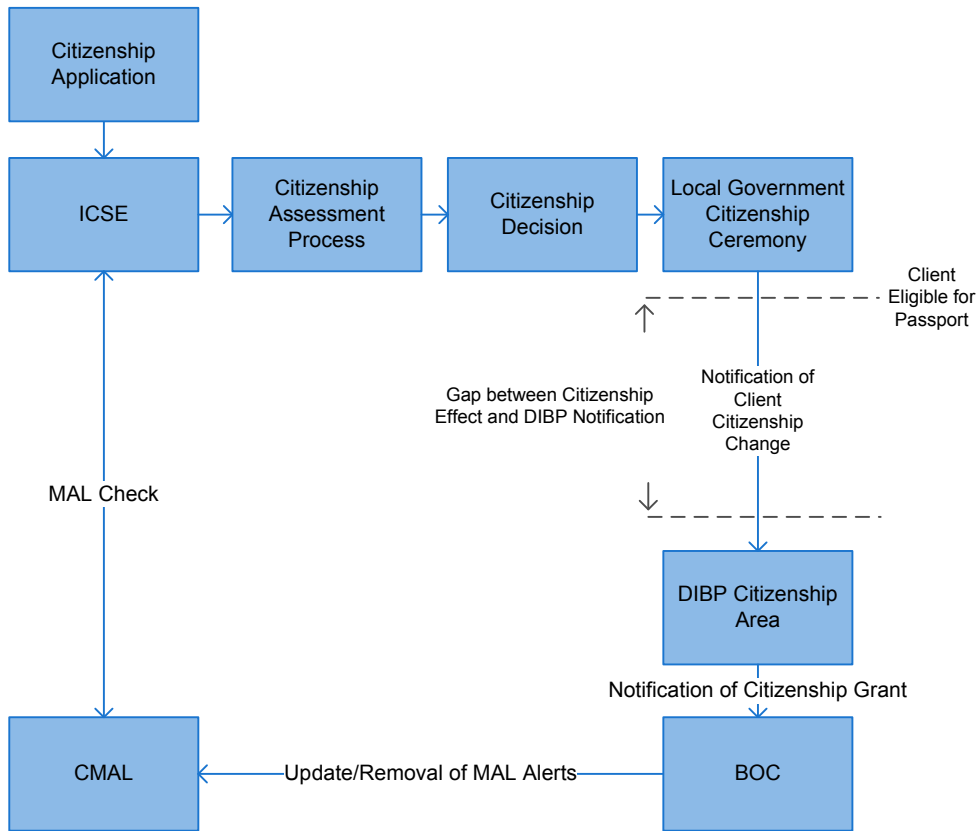 Citizenship
Application
ICSE
Citizenship
Assessment
Process
Citizenship
Decision
Local Government
Citizenship
Ceremony
Client
Eligible for
Passport
Gap between Citizenship
Effect and DIBP Notification
Notification of
Client
Citizenship
Change
MAL Check
DIBP Citizenship
Area
Notification of Citizenship Grant
CMAL
Update/Removal of MAL Alerts
BOC